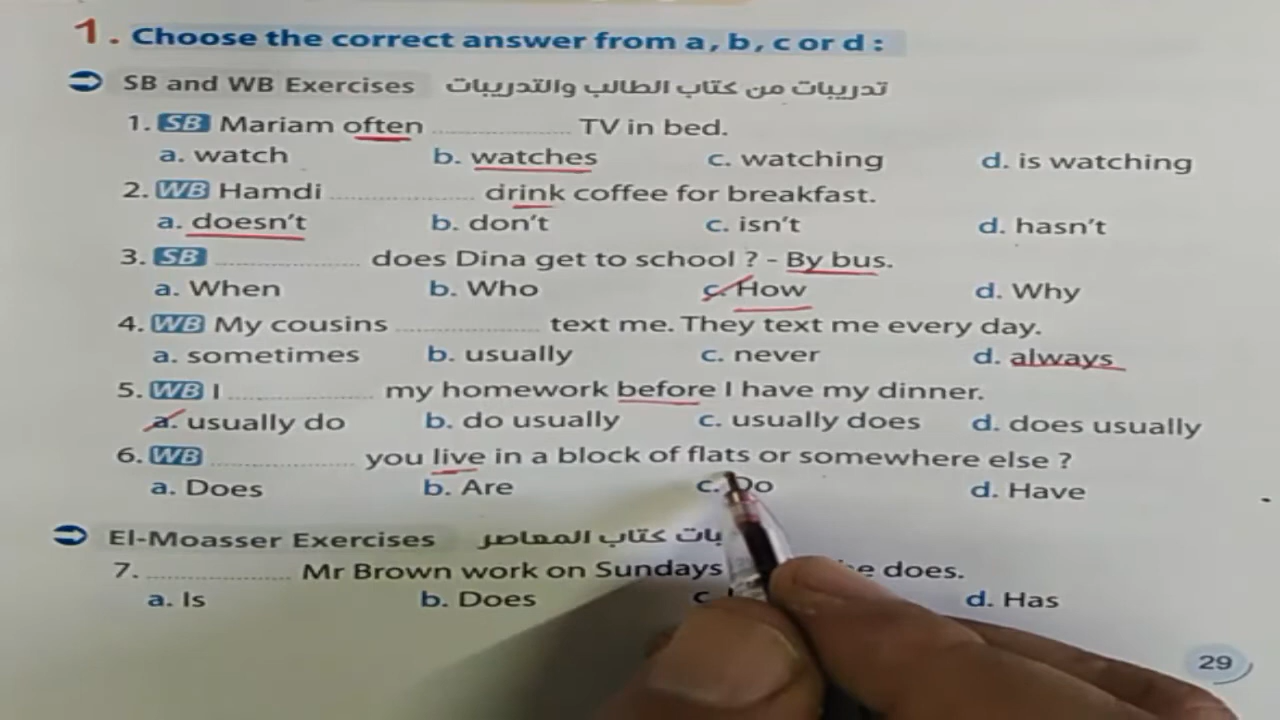 1. Choose the correct answer from a, b, c or d :
SB and WB Exercises تدريبات من كتاب الطالب والتدريبات
1. SB Mariam often .................... TV in bed.
a. watch b. watches c. watching d. is watching
2. WB Hamdi .................... drink coffee for breakfast.
a. doesn't b. don't c. isn't d. hasn't
3. SB .................... does Dina get to school ? - By bus.
a. When b. Who c. How d. Why
4. WB My cousins .................... text me. They text me every day.
a. sometimes b. usually c. never d. always
5. WB I .................... my homework before I have my dinner.
a. usually do b. do usually c. usually does d. does usually
6. WB .................... you live in a block of flats or somewhere else ?
a. Does b. Are c. Do d. Have
El-Moasser Exercises بات كتاب المعاصر
7. .................... Mr Brown work on Sundays does.
a. Is b. Does c. d. Has
29